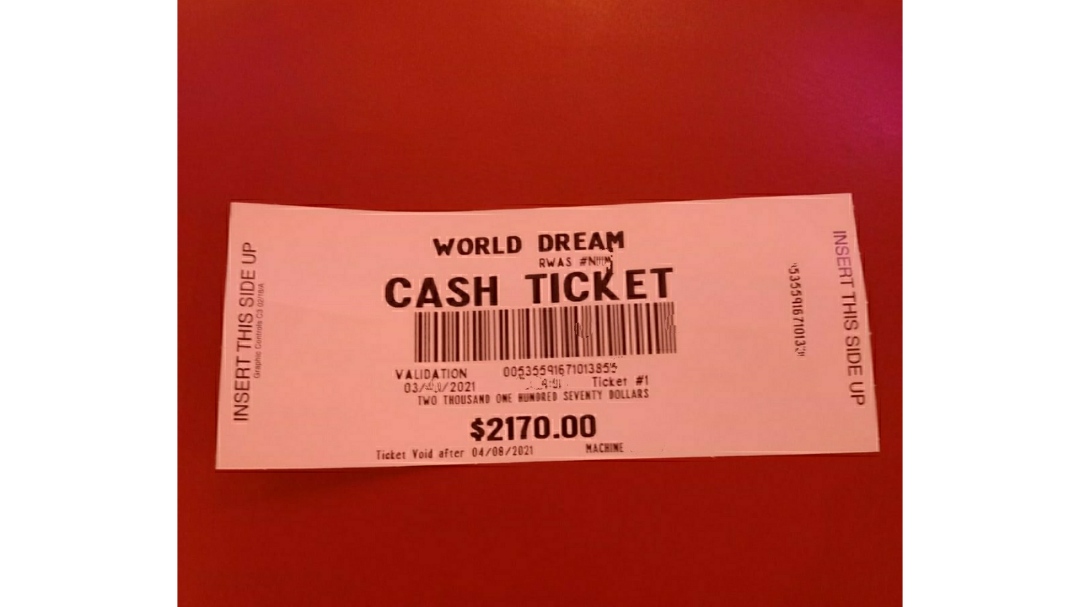 WORLD DREAM
RWAS
CASH TICKET
VALIDATION
Ticket #1
TWO THOUSAND ONE HUNDRED SEVENTY DOLLARS
$2170.00
Ticket Void after 04/08/2021 MACHINE
INSERT THIS SIDE UP
INSERT THIS SIDE UP